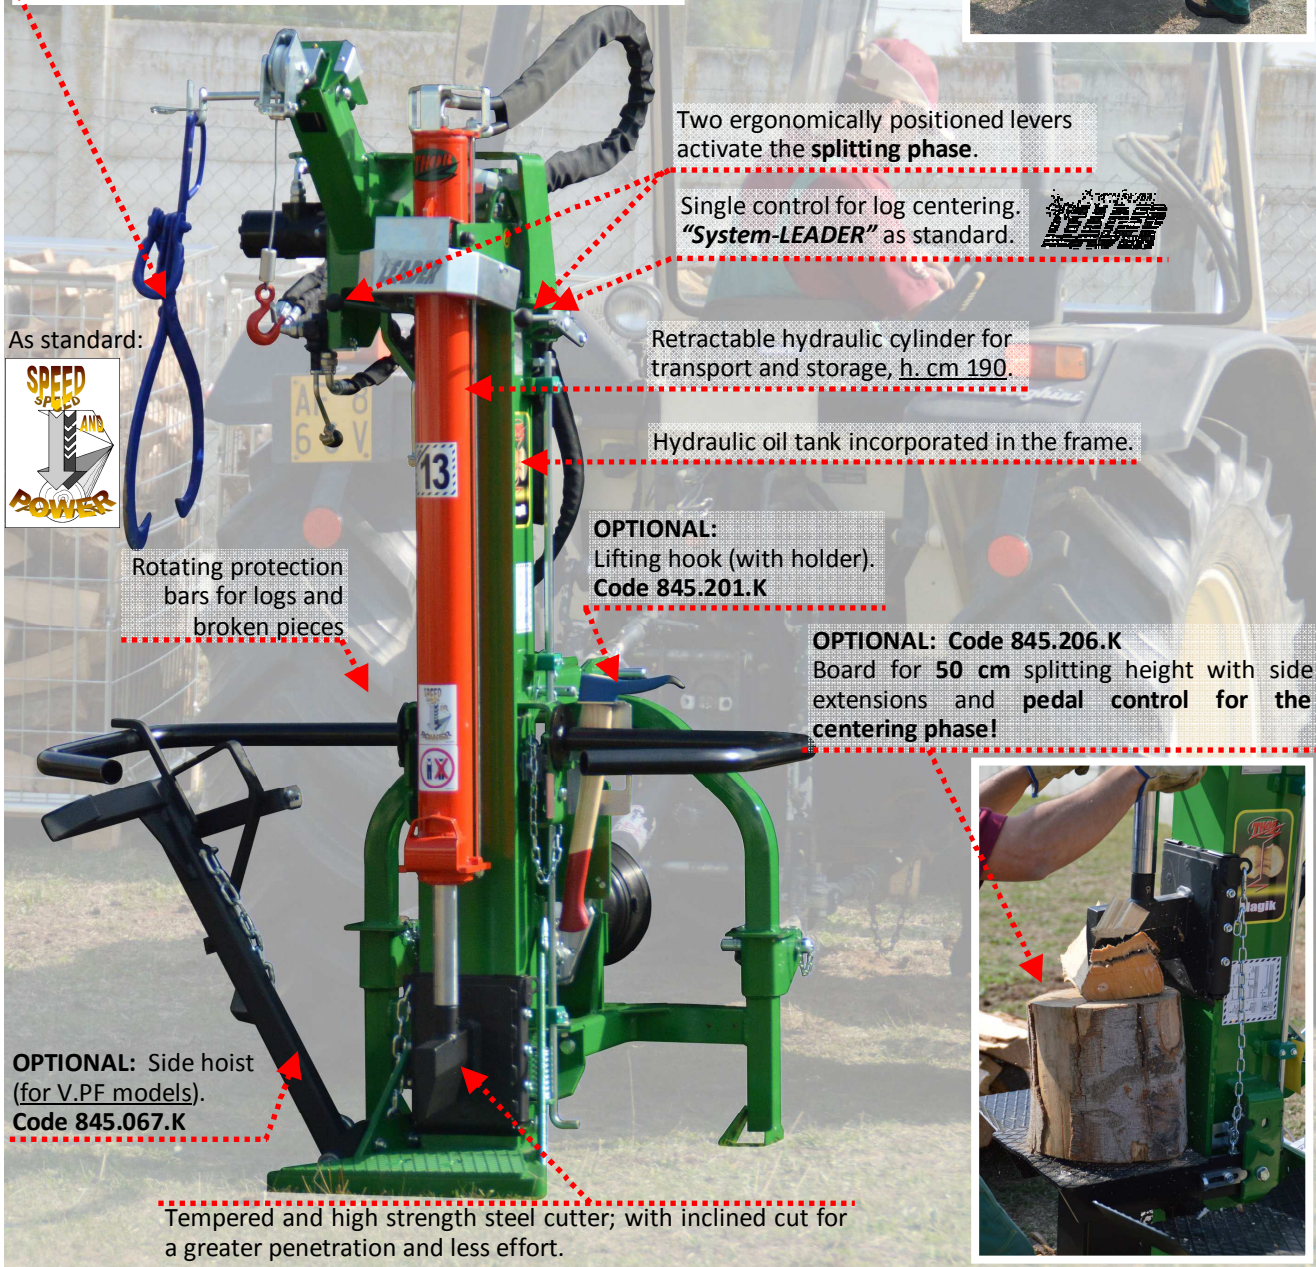 Two ergonomically positioned levers
activate the splitting phase.
Single control for log centering.
"System-LEADER" as standard.
LEADER
Retractable hydraulic cylinder for
transport and storage, h. cm 190.
Hydraulic oil tank incorporated in the frame.
As standard:
SPEED
SPEED
AND
POWER
13
OPTIONAL:
Lifting hook (with holder).
Code 845.201.K
Rotating protection
bars for logs and
broken pieces
OPTIONAL: Code 845.206.K
Board for 50 cm splitting height with side
extensions and pedal control for the
centering phase!
OPTIONAL: Side hoist
(for V.PF models).
Code 845.067.K
Tempered and high strength steel cutter; with inclined cut for
a greater penetration and less effort.